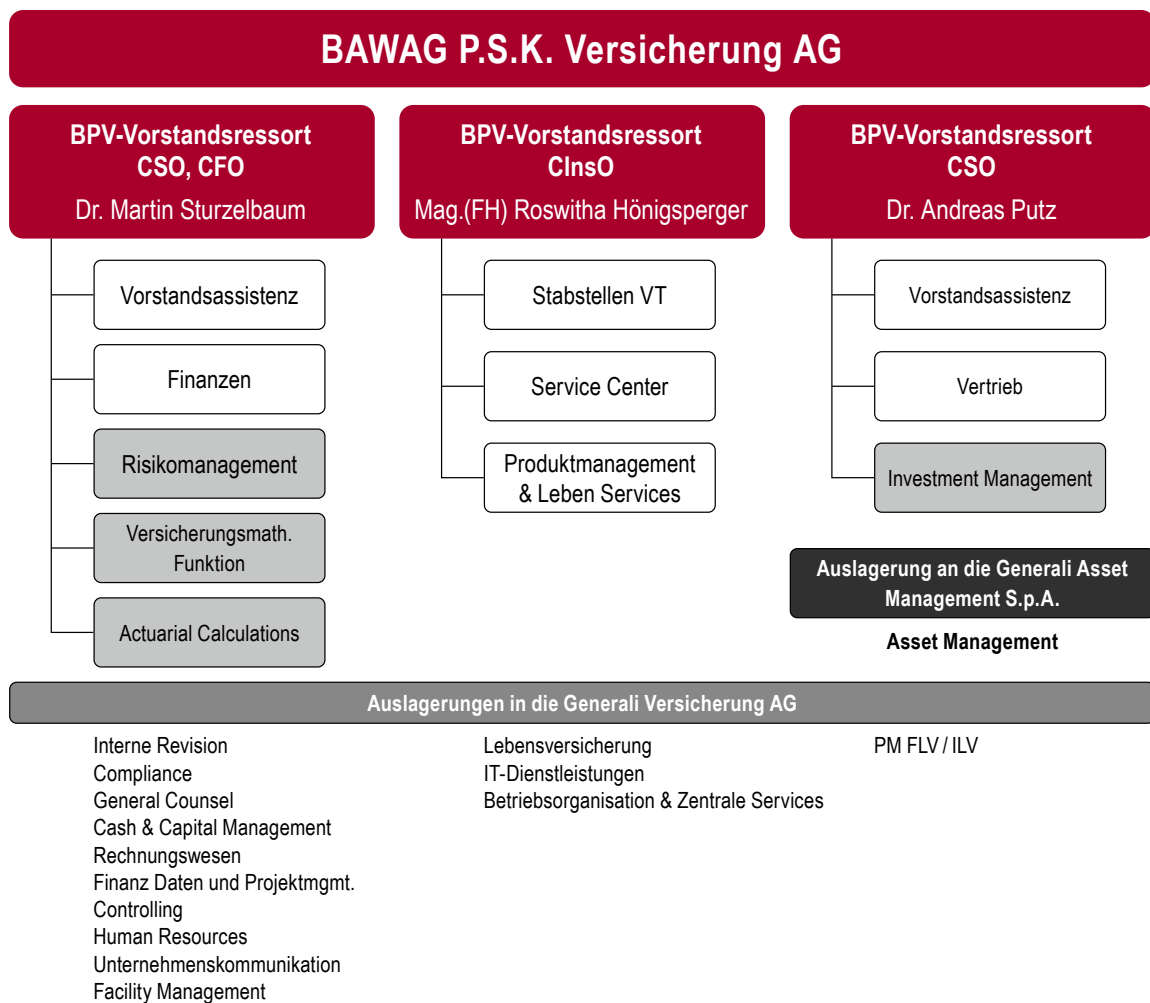 BAWAG P.S.K. Versicherung AG
BPV-Vorstandsressort
CSO, CFO
Dr. Martin Sturzelbaum
Vorstandsassistenz
Finanzen
Risikomanagement
Versicherungsmath.
Funktion
Actuarial Calculations
BPV-Vorstandsressort
CInsO
Mag.(FH) Roswitha Hönigsperger
Stabstellen VT
Service Center
Produktmanagement
& Leben Services
BPV-Vorstandsressort
CSO
Dr. Andreas Putz
Vorstandsassistenz
Vertrieb
Investment Management
Auslagerung an die Generali Asset
Management S.p.A.
Asset Management
Auslagerungen in die Generali Versicherung AG
Interne Revision
Compliance
General Counsel
Cash & Capital Management
Rechnungswesen
Finanz Daten und Projektmgmt.
Controlling
Human Resources
Unternehmenskommunikation
Facility Management
Lebensversicherung
IT-Dienstleistungen
Betriebsorganisation & Zentrale Services
PM FLV / ILV